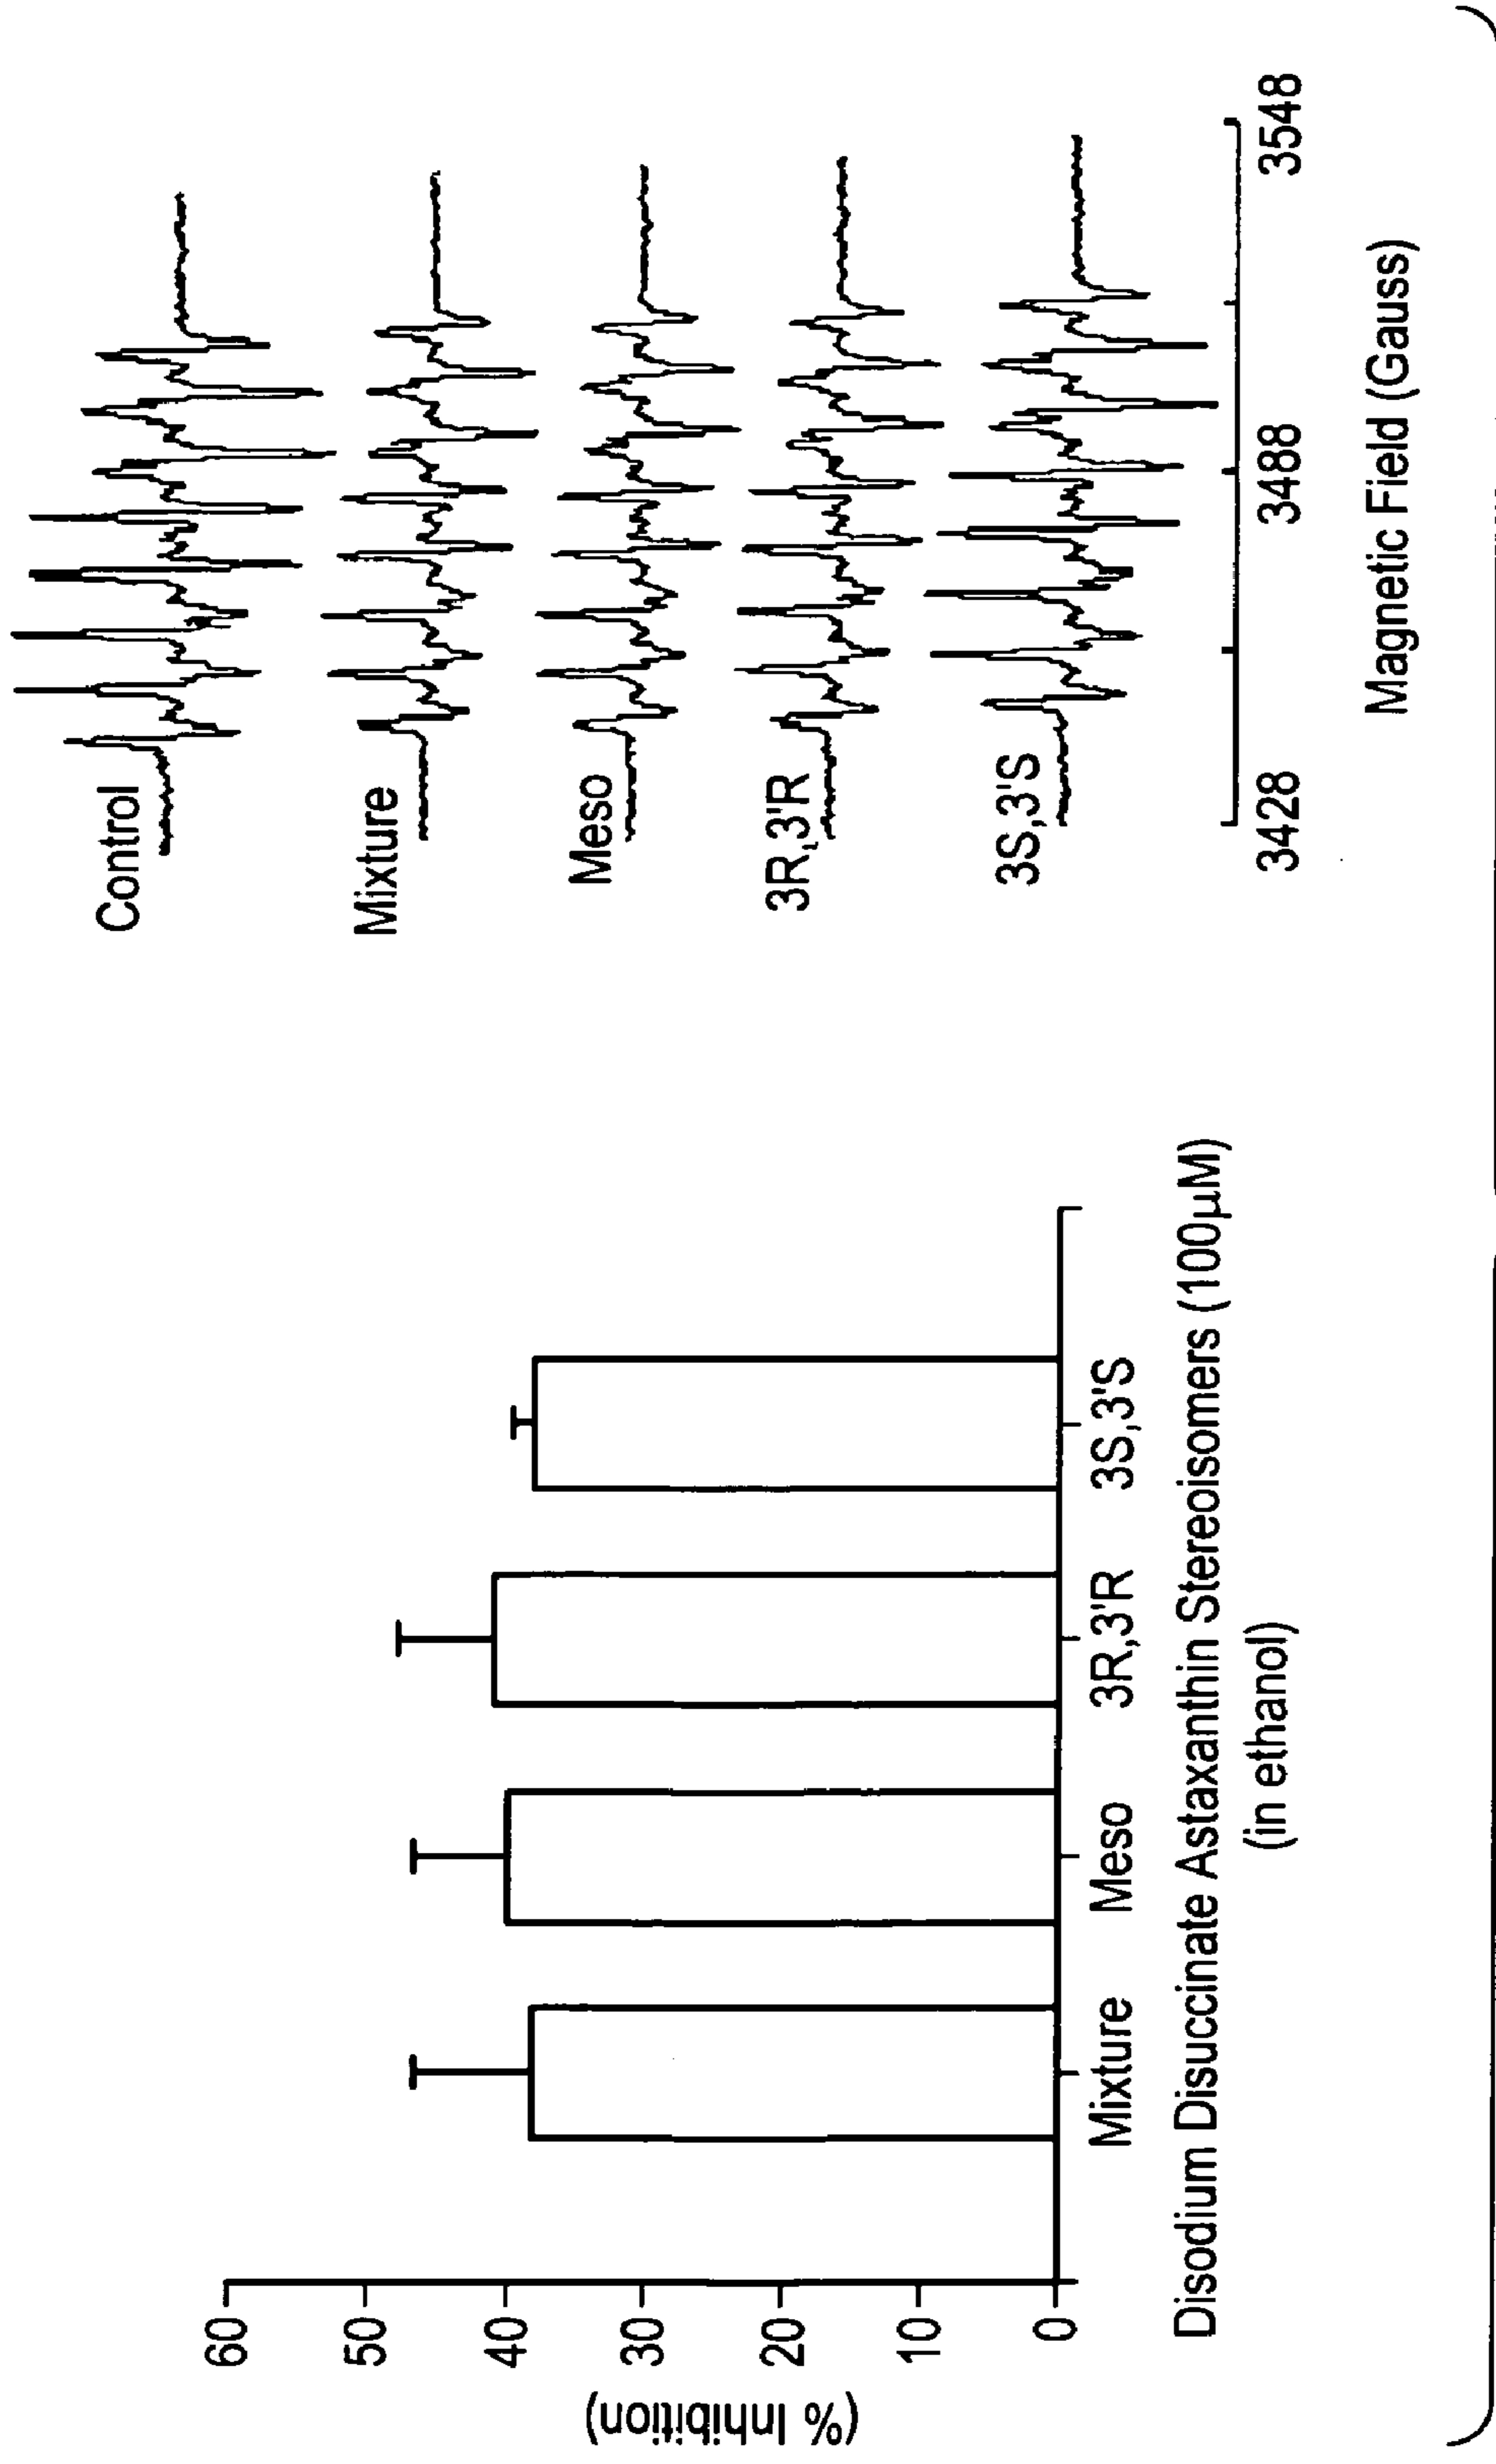 (% Inhibition)
60
50
40
30
20
10
0
Mixture
Meso
3R,3'R
3S,3'S
Disodium Disuccinate Astaxanthin Stereoisomers (100µM)
(in ethanol)
Control
Mixture
Meso
3R,3'R
3S,3'S
3428
3488
3548
Magnetic Field (Gauss)